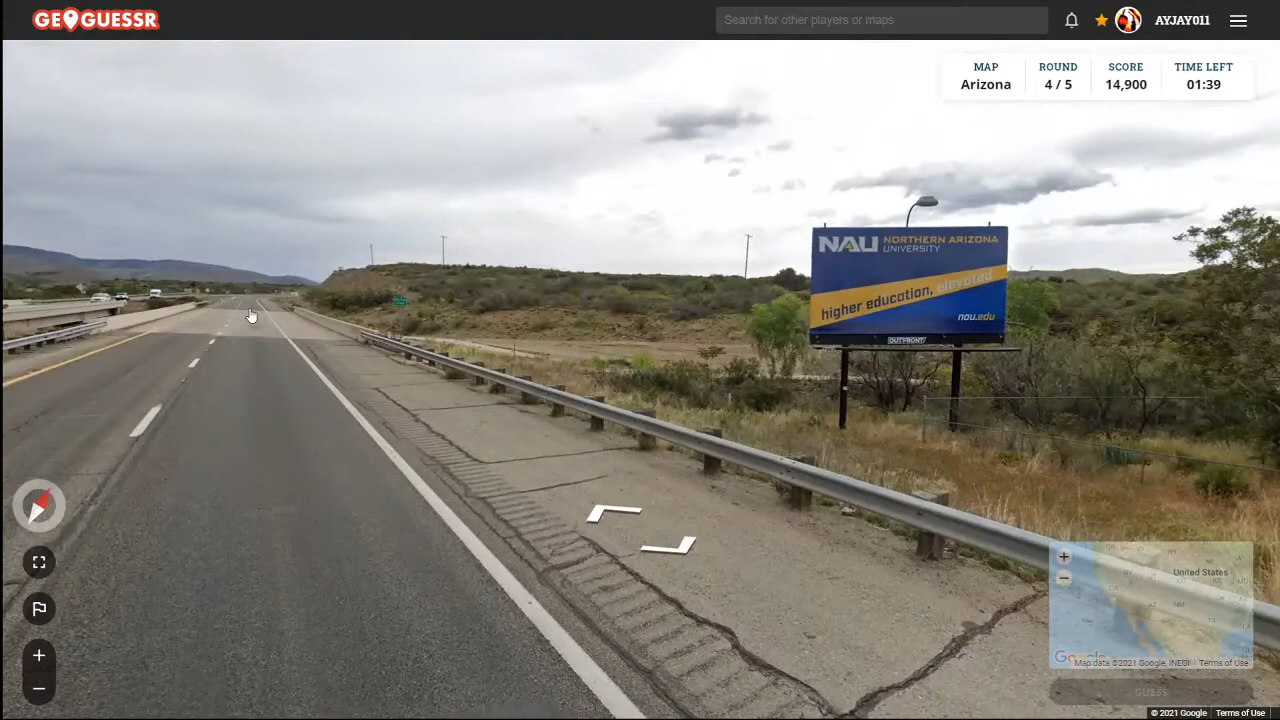 GEOGUESSR
Search for other players or maps
AYJAY011
MAP
Arizona
ROUND
4 / 5
SCORE
14,900
TIME LEFT
01:39
NAU NORTHERN ARIZONA
UNIVERSITY
higher education, elevated
nau.edu
OUTFRONT/
United States
Google
Map data ©2021 Google, INEGI
Terms of Use
GUESS
© 2021 Google
Terms of Use